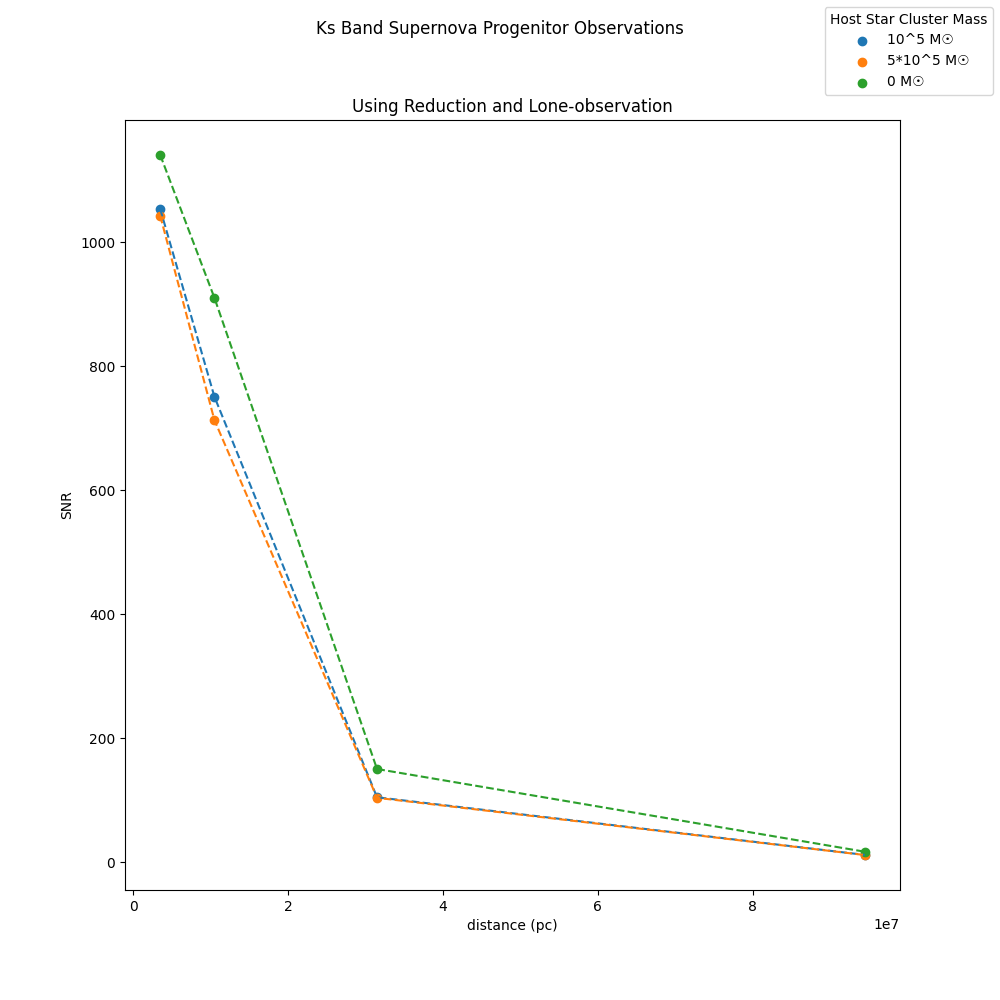 Ks Band Supernova Progenitor Observations
Host Star Cluster Mass
10^5 M☉
5*10^5 M☉
0 M☉
Using Reduction and Lone-observation
1000
800
600
400
200
0
SNR
0 2 4 6 8
1e7
distance (pc)